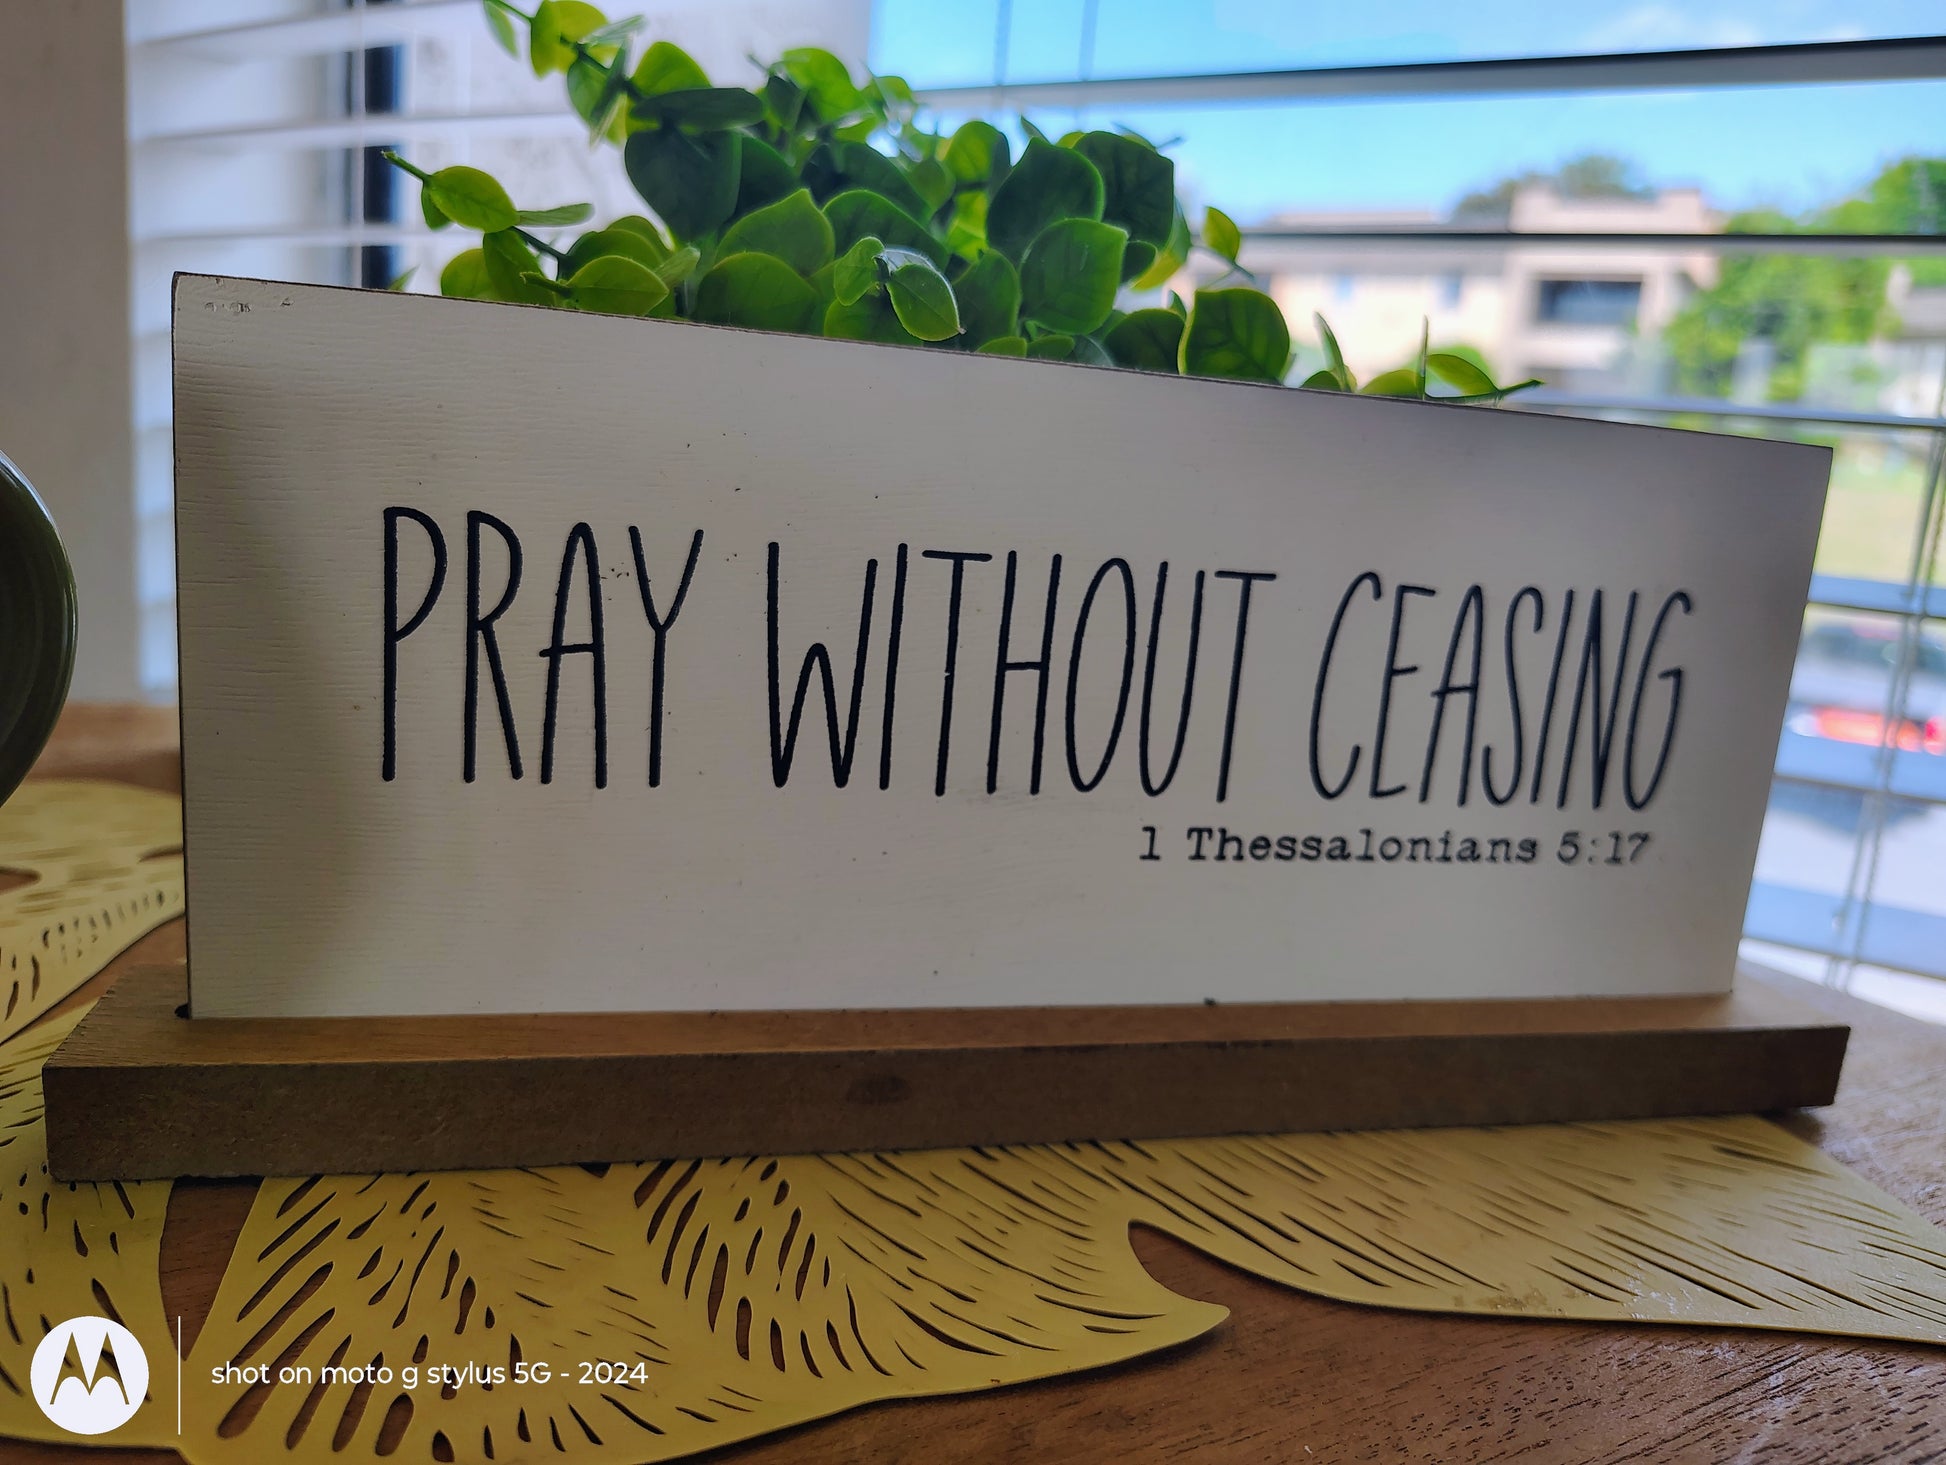 PRAY WITHOUT CEASING
1 Thessalonians 5:17
shot on moto g stylus 5G - 2024